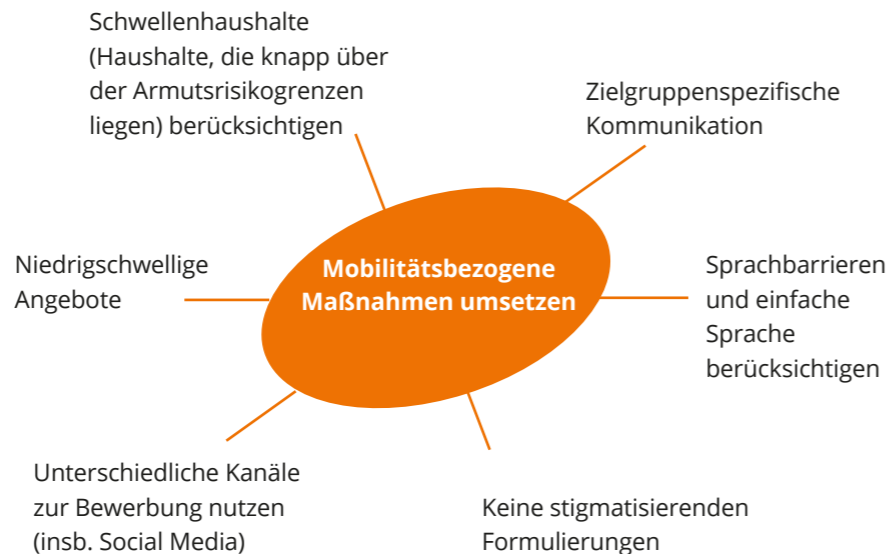 Schwellenhaushalte
(Haushalte, die knapp über
der Armutsrisikogrenzen
liegen) berücksichtigen
Zielgruppenspezifische
Kommunikation
Niedrigschwellige
Angebote
Mobilitätsbezogene
Maßnahmen umsetzen
Sprachbarrieren
und einfache
Sprache
berücksichtigen
Unterschiedliche Kanäle
zur Bewerbung nutzen
(insb. Social Media)
Keine stigmatisierenden
Formulierungen